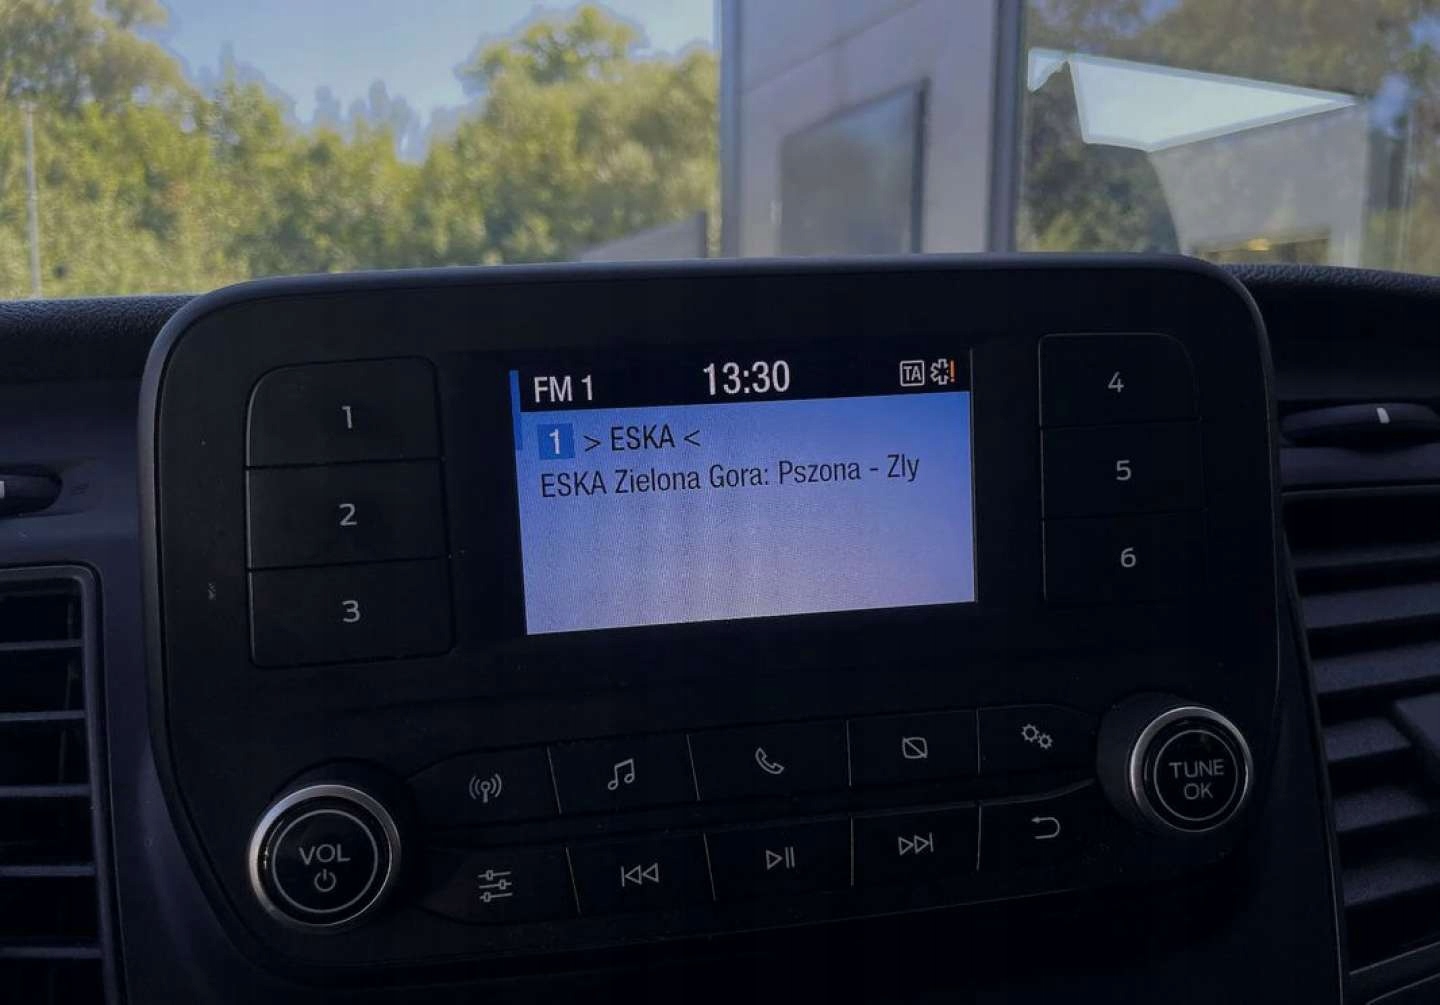 FM 1 13:30 TA
1 > ESKA <
ESKA Zielona Gora: Pszona - Zly
1
2
3
4
5
6
VOL
TUNE
OK